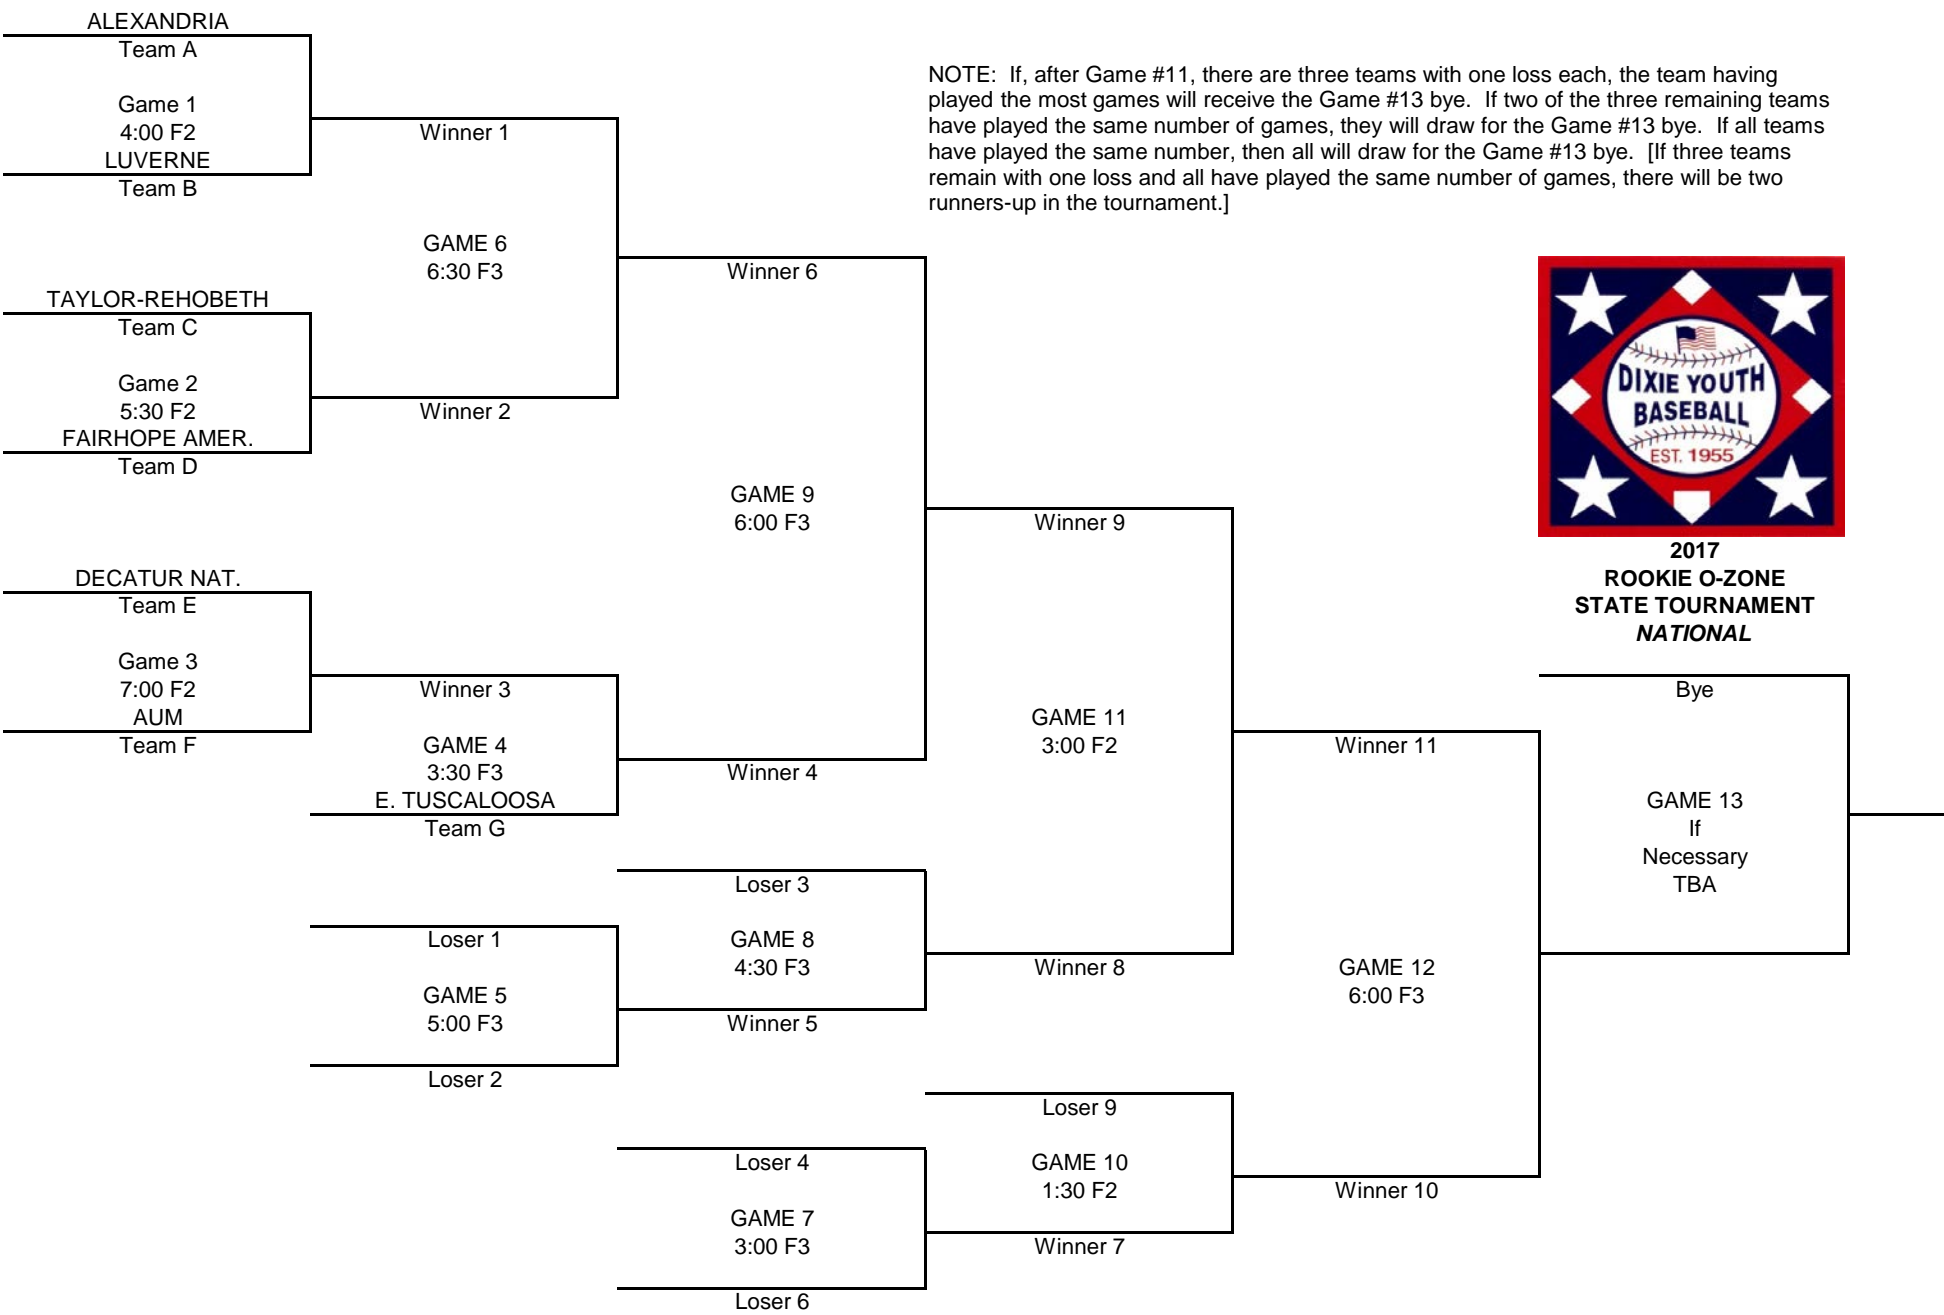 ALEXANDRIA
Team A
Game 1
4:00 F2
LUVERNE
Team B
TAYLOR-REHOBETH
Team C
Game 2
5:30 F2
FAIRHOPE AMER.
Team D
DECATUR NAT.
Team E
Game 3
7:00 F2
AUM
Team F
Winner 1
GAME 6
6:30 F3
Winner 2
Winner 3
GAME 4
3:30 F3
E. TUSCALOOSA
Team G
Loser 1
GAME 5
5:00 F3
Loser 2
Winner 6
GAME 9
6:00 F3
Winner 4
Loser 3
GAME 8
4:30 F3
Winner 5
Loser 4
GAME 7
3:00 F3
Loser 6
NOTE:  If, after Game #11, there are three teams with one loss each, the team having
played the most games will receive the Game #13 bye.  If two of the three remaining teams
have played the same number of games, they will draw for the Game #13 bye.  If all teams
have played the same number, then all will draw for the Game #13 bye.  [If three teams
remain with one loss and all have played the same number of games, there will be two
runners-up in the tournament.]
Winner 9
GAME 11
3:00 F2
Winner 8
Loser 9
GAME 10
1:30 F2
Winner 7
Winner 11
GAME 12
6:00 F3
Winner 10
DIXIE YOUTH
BASEBALL
EST. 1955
2017
ROOKIE O-ZONE
STATE TOURNAMENT
NATIONAL
Bye
GAME 13
If
Necessary
TBA